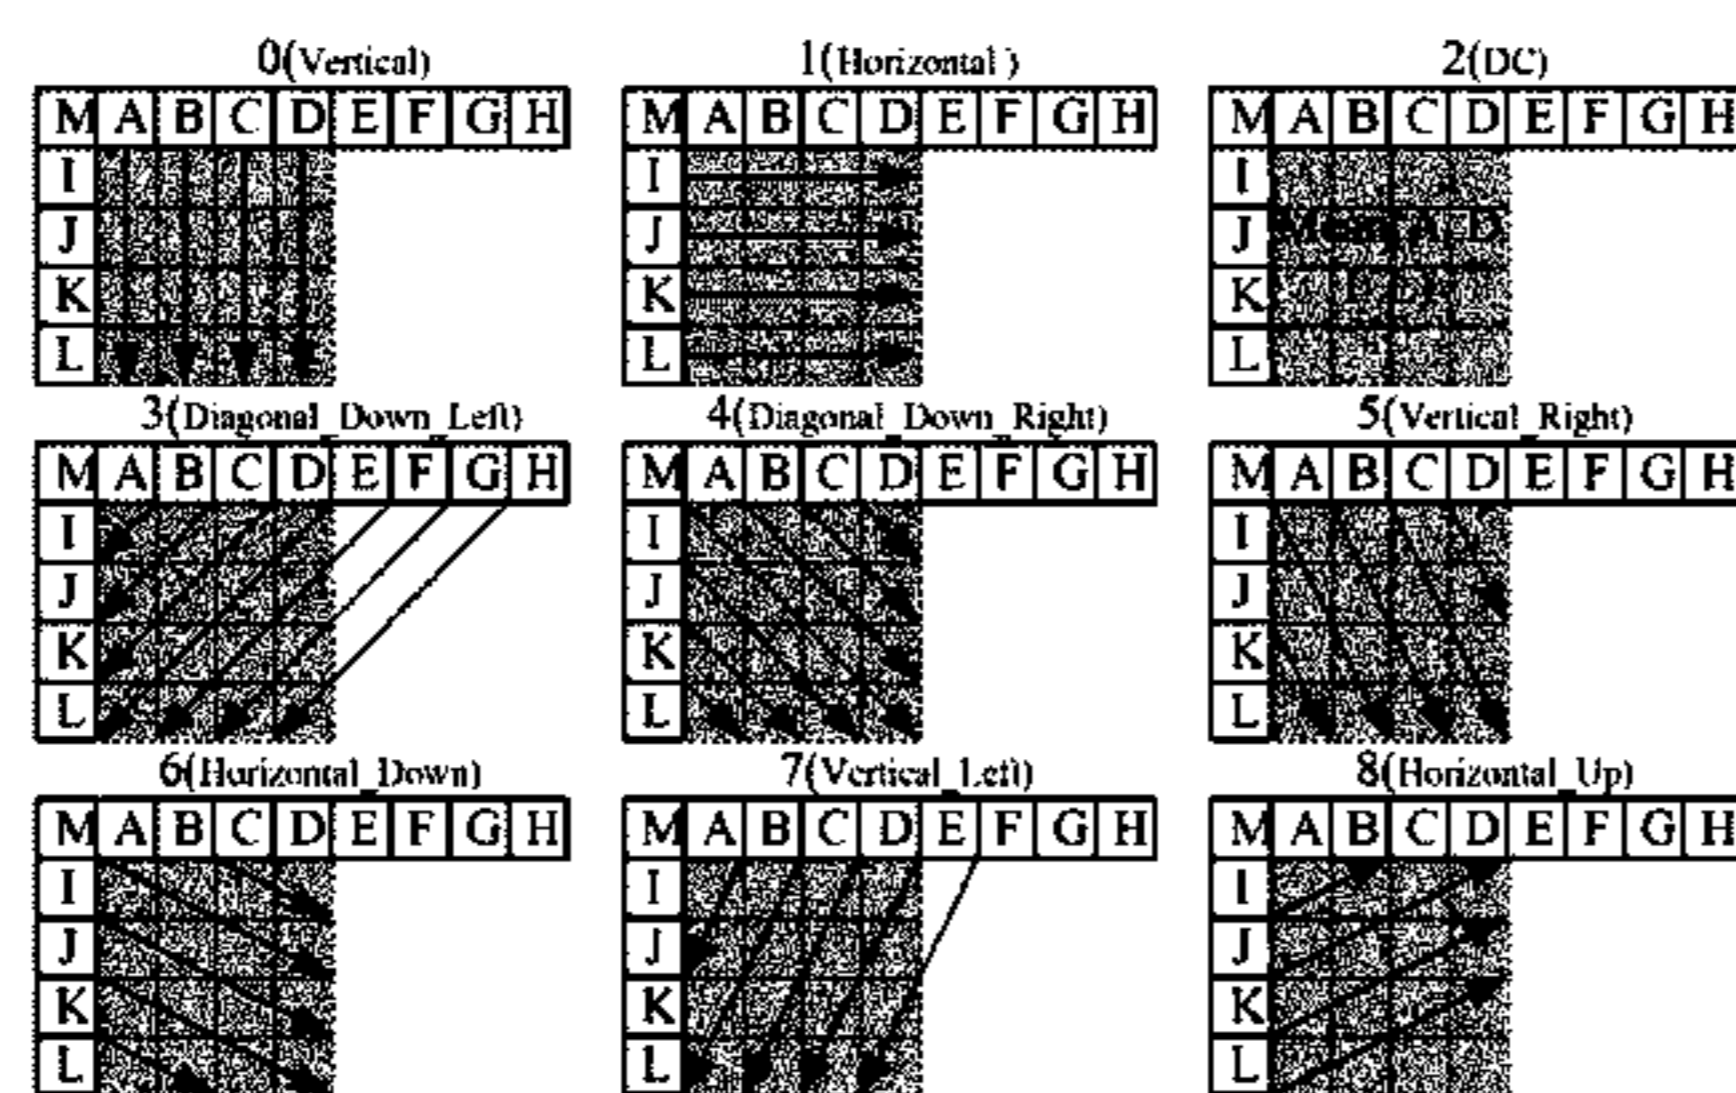 0(Vertical) 1(Horizontal) 2(DC)
M A B C D E F G H M A B C D E F G H M A B C D E F G H
I I I
J J J
K K K
L L L
3(Diagonal_Down_Left) 4(Diagonal_Down_Right) 5(Vertical_Right)
M A B C D E F G H M A B C D E F G H M A B C D E F G H
I I I
J J J
K K K
L L L
6(Horizontal_Down) 7(Vertical_Left) 8(Horizontal_Up)
M A B C D E F G H M A B C D E F G H M A B C D E F G H
I I I
J J J
K K K
L L L